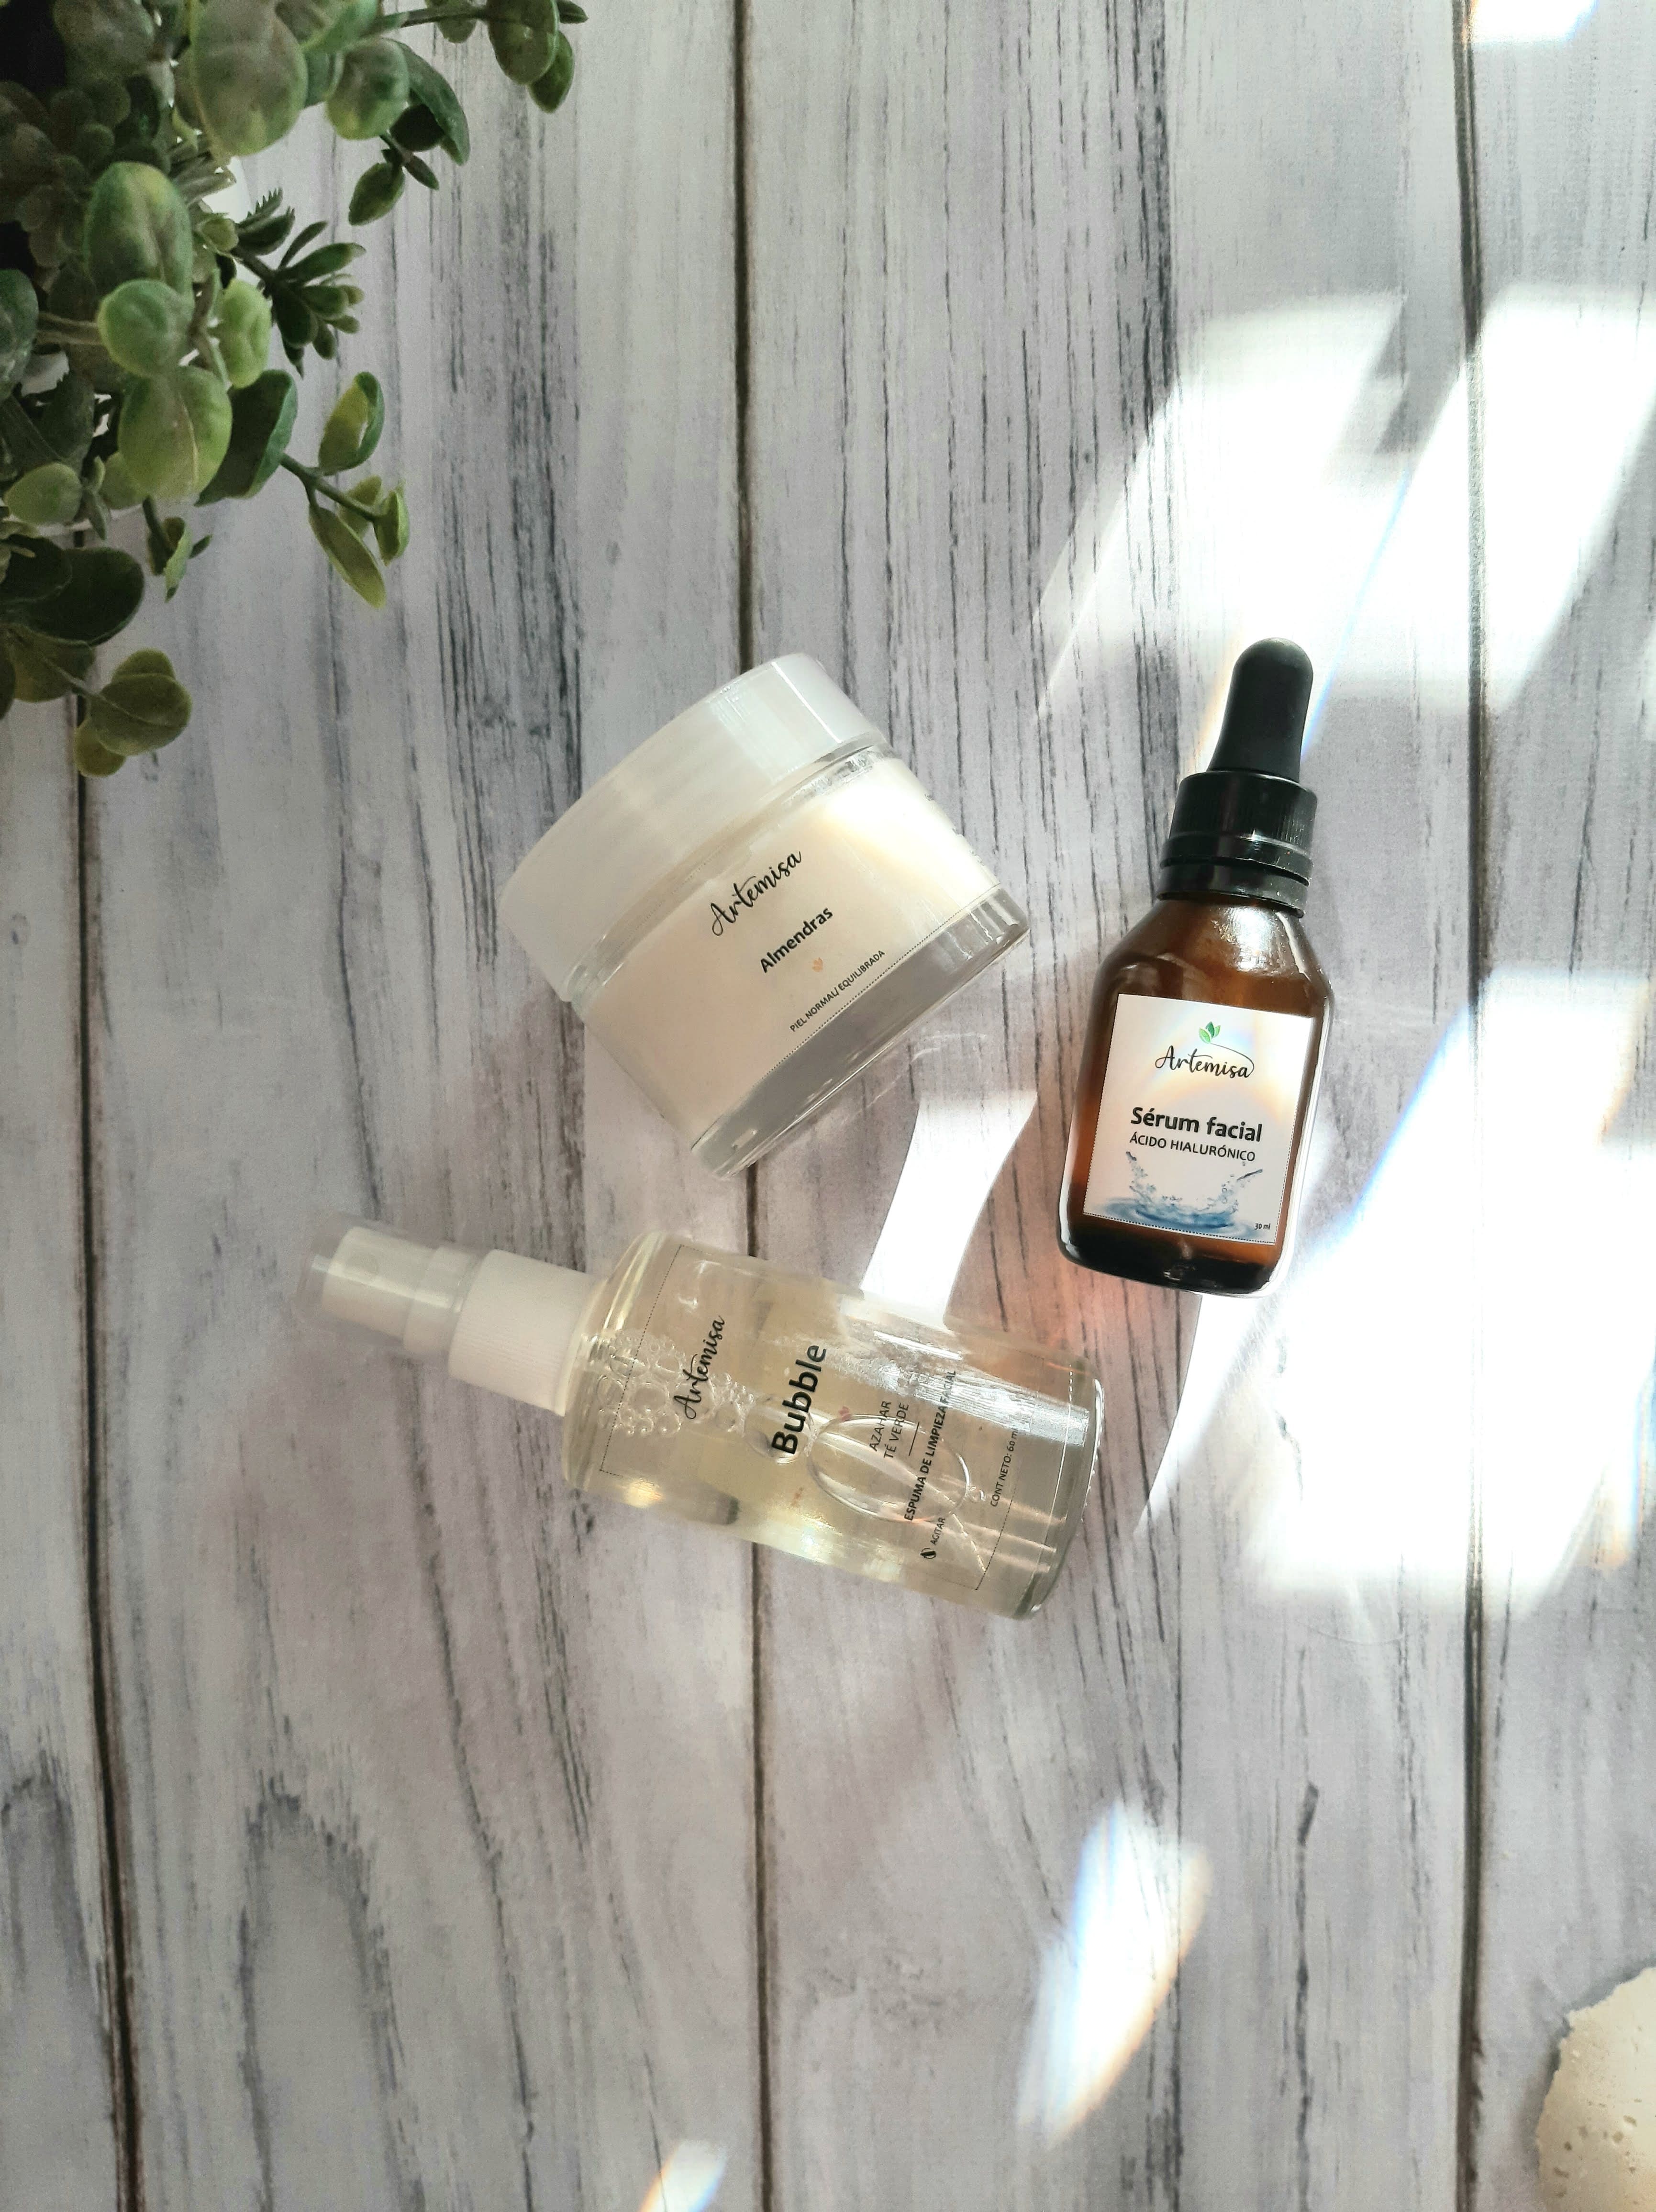 Artemisa
Almendras
PIEL NORMAL/ EQUILIBRADA
Artemisa
Sérum facial
ÁCIDO HIALURÓNICO
30 ml
Artemisa
Bubble
AZAHAR
TÉ VERDE
ESPUMA DE LIMPIEZA FACIAL
AGITAR
CONT NETO: 60 ml